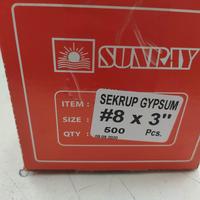 SUNRAY
ITEM :
SEKRUP GYPSUM
SIZE :
#8 x 3"
QTY :
500 Pcs.